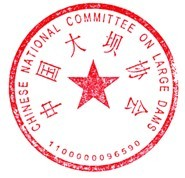 CHINESE NATIONAL COMMITTEE ON LARGE DAMS
中国大坝协会
1100000096590